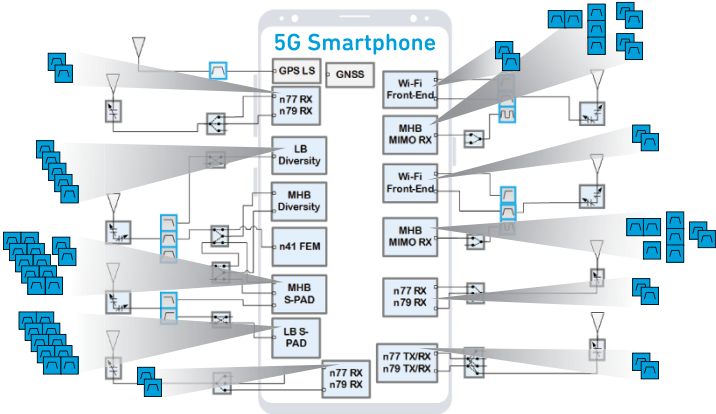 5G Smartphone
GPS LS
GNSS
n77 RX
n79 RX
LB
Diversity
MHB
Diversity
n41 FEM
MHB
S-PAD
LB S-
PAD
n77 RX
n79 RX
Wi-Fi
Front-End
MHB
MIMO RX
Wi-Fi
Front-End
MHB
MIMO RX
n77 RX
n79 RX
n77 TX/RX
n79 TX/RX